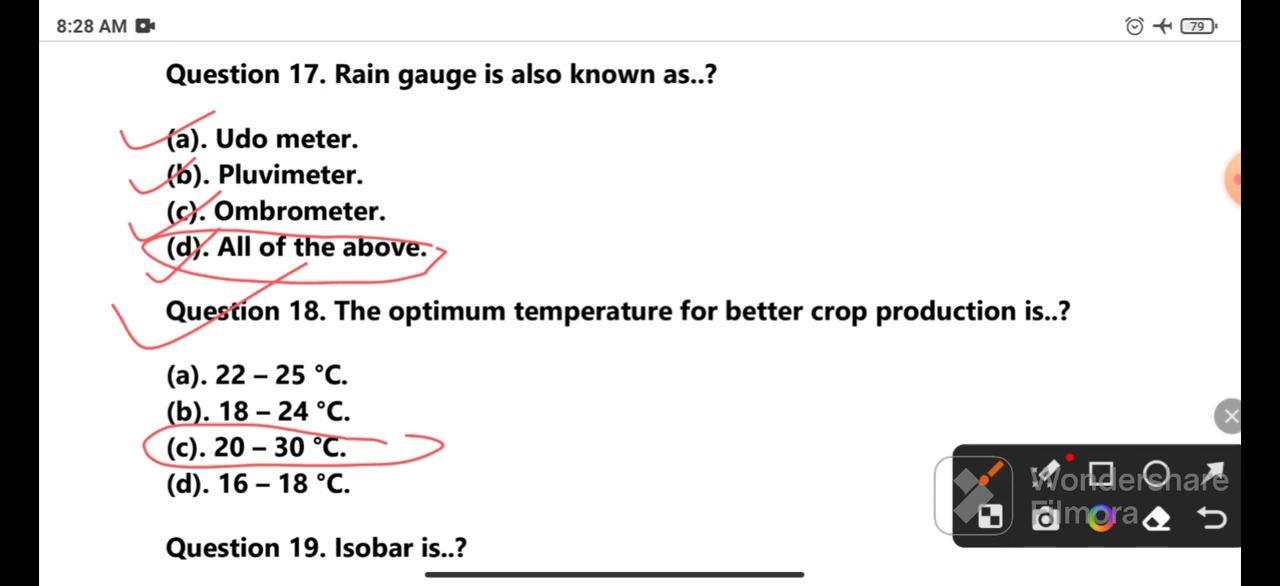 8:28 AM
79
Question 17. Rain gauge is also known as..?
(a). Udo meter.
(b). Pluvimeter.
(c). Ombrometer.
(d). All of the above.
Question 18. The optimum temperature for better crop production is..?
(a). 22 – 25 °C.
(b). 18 – 24 °C.
(c). 20 – 30 °C.
(d). 16 – 18 °C.
Question 19. Isobar is..?
Wondershare
Filmora